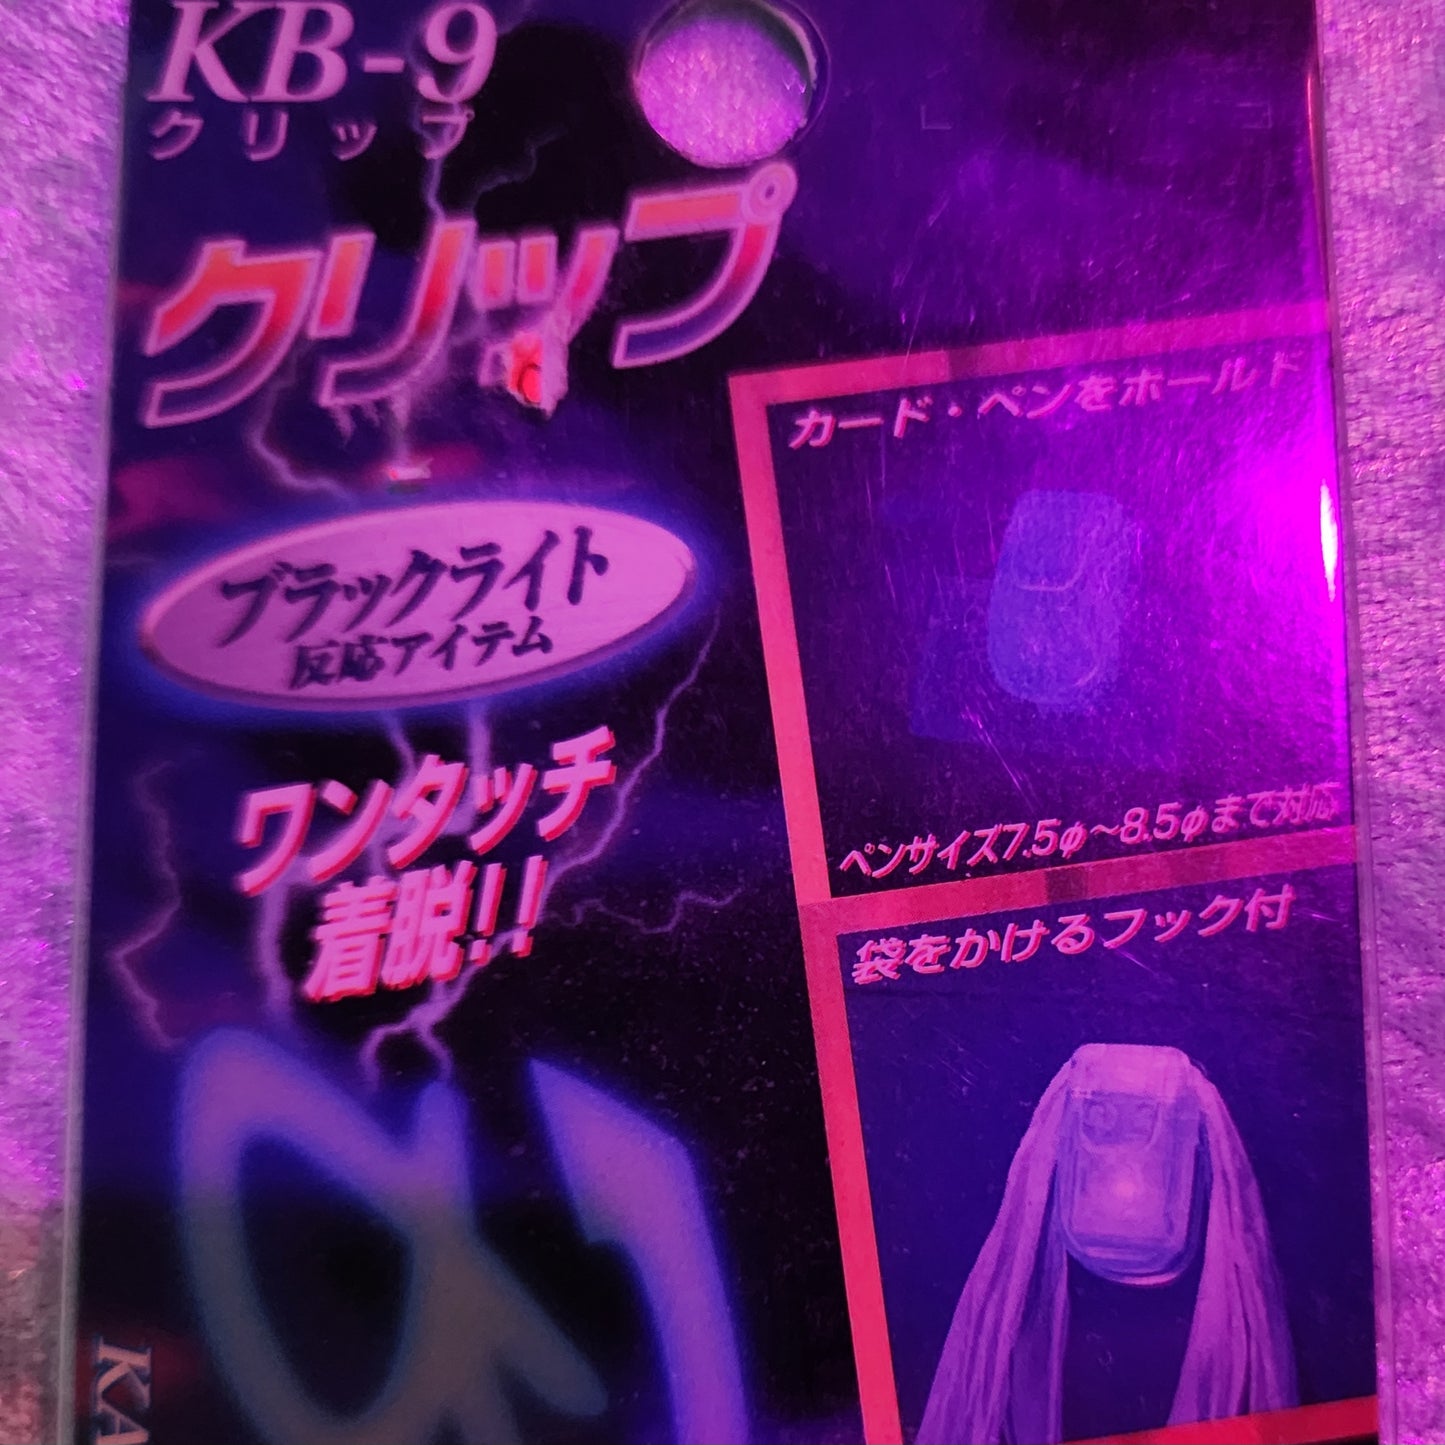 KB-9
クリップ
クリップ
ブラックライト
反応アイテム
ワンタッチ
着脱!!
カード・ペンをホールド
ペンサイズ7.5φ～8.5φまで対応
袋をかけるフック付
α
KA